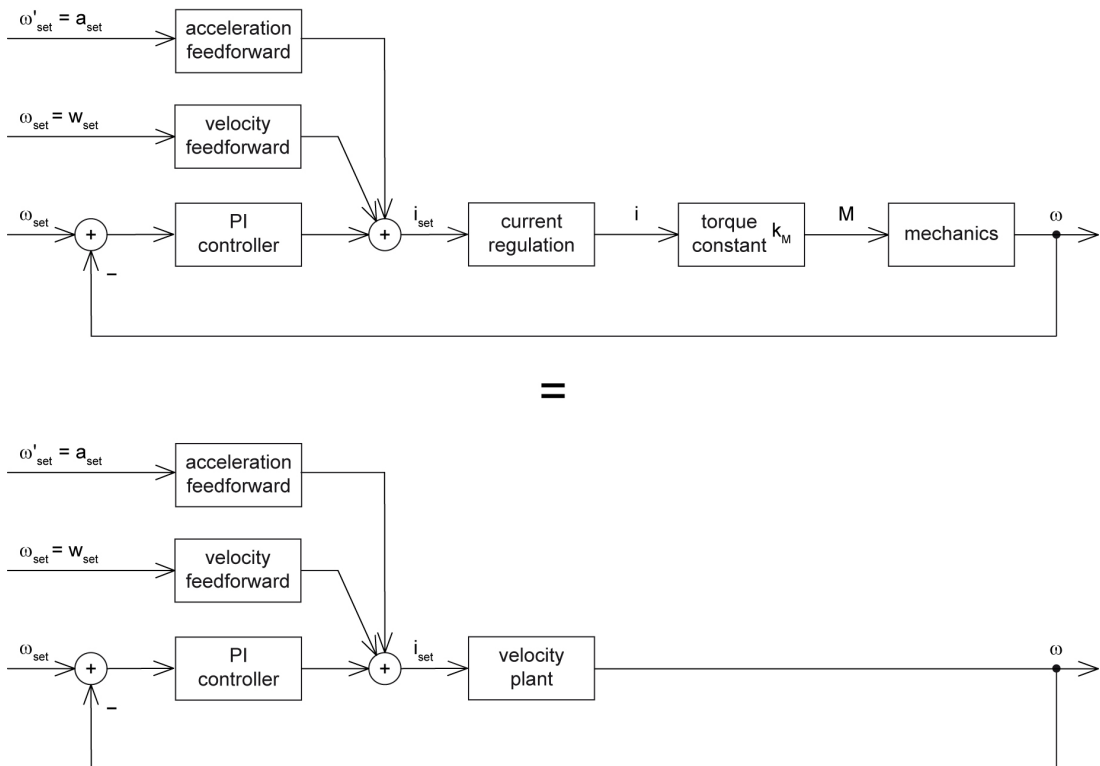 ω'set = aset
acceleration
feedforward
ωset = wset
velocity
feedforward
ωset
+
−
PI
controller
+
iset
current
regulation
i
torque
constant kM
M
mechanics
ω
=
ω'set = aset
acceleration
feedforward
ωset = wset
velocity
feedforward
ωset
+
−
PI
controller
+
iset
velocity
plant
ω